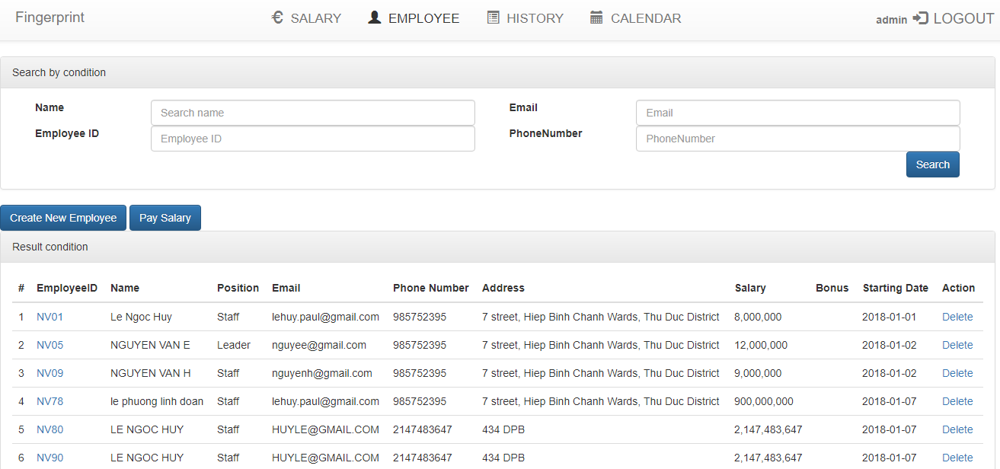 Fingerprint € SALARY EMPLOYEE HISTORY CALENDAR admin LOGOUT
Search by condition
Name Search name Email Email
Employee ID Employee ID PhoneNumber PhoneNumber
Search
Create New Employee Pay Salary
Result condition
# EmployeeID Name Position Email Phone Number Address Salary Bonus Starting Date Action
1 NV01 Le Ngoc Huy Staff lehuy.paul@gmail.com 985752395 7 street, Hiep Binh Chanh Wards, Thu Duc District 8,000,000 2018-01-01 Delete
2 NV05 NGUYEN VAN E Leader nguyee@gmail.com 985752395 7 street, Hiep Binh Chanh Wards, Thu Duc District 12,000,000 2018-01-02 Delete
3 NV09 NGUYEN VAN H Staff nguyenh@gmail.com 985752395 7 street, Hiep Binh Chanh Wards, Thu Duc District 9,000,000 2018-01-02 Delete
4 NV78 le phuong linh doan Staff lehuy.paul@gmail.com 985752395 7 street, Hiep Binh Chanh Wards, Thu Duc District 900,000,000 2018-01-07 Delete
5 NV80 LE NGOC HUY Staff HUYLE@GMAIL.COM 2147483647 434 DPB 2,147,483,647 2018-01-07 Delete
6 NV90 LE NGOC HUY Staff HUYLE@GMAIL.COM 2147483647 434 DPB 2,147,483,647 2018-01-07 Delete